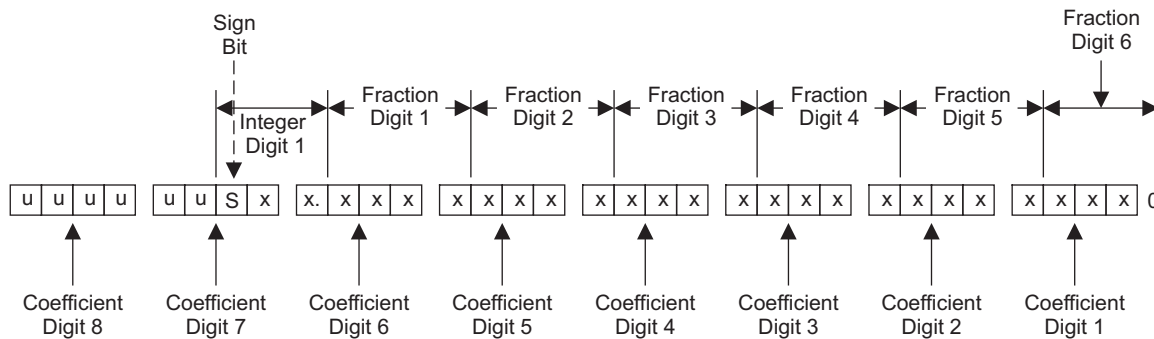 Sign
Bit
Fraction
Digit 6
Integer
Digit 1
Fraction
Digit 1
Fraction
Digit 2
Fraction
Digit 3
Fraction
Digit 4
Fraction
Digit 5
u u u u u u S x x. x x x x x x x x x x x x x x x x x x x x x x x 0
Coefficient
Digit 8
Coefficient
Digit 7
Coefficient
Digit 6
Coefficient
Digit 5
Coefficient
Digit 4
Coefficient
Digit 3
Coefficient
Digit 2
Coefficient
Digit 1